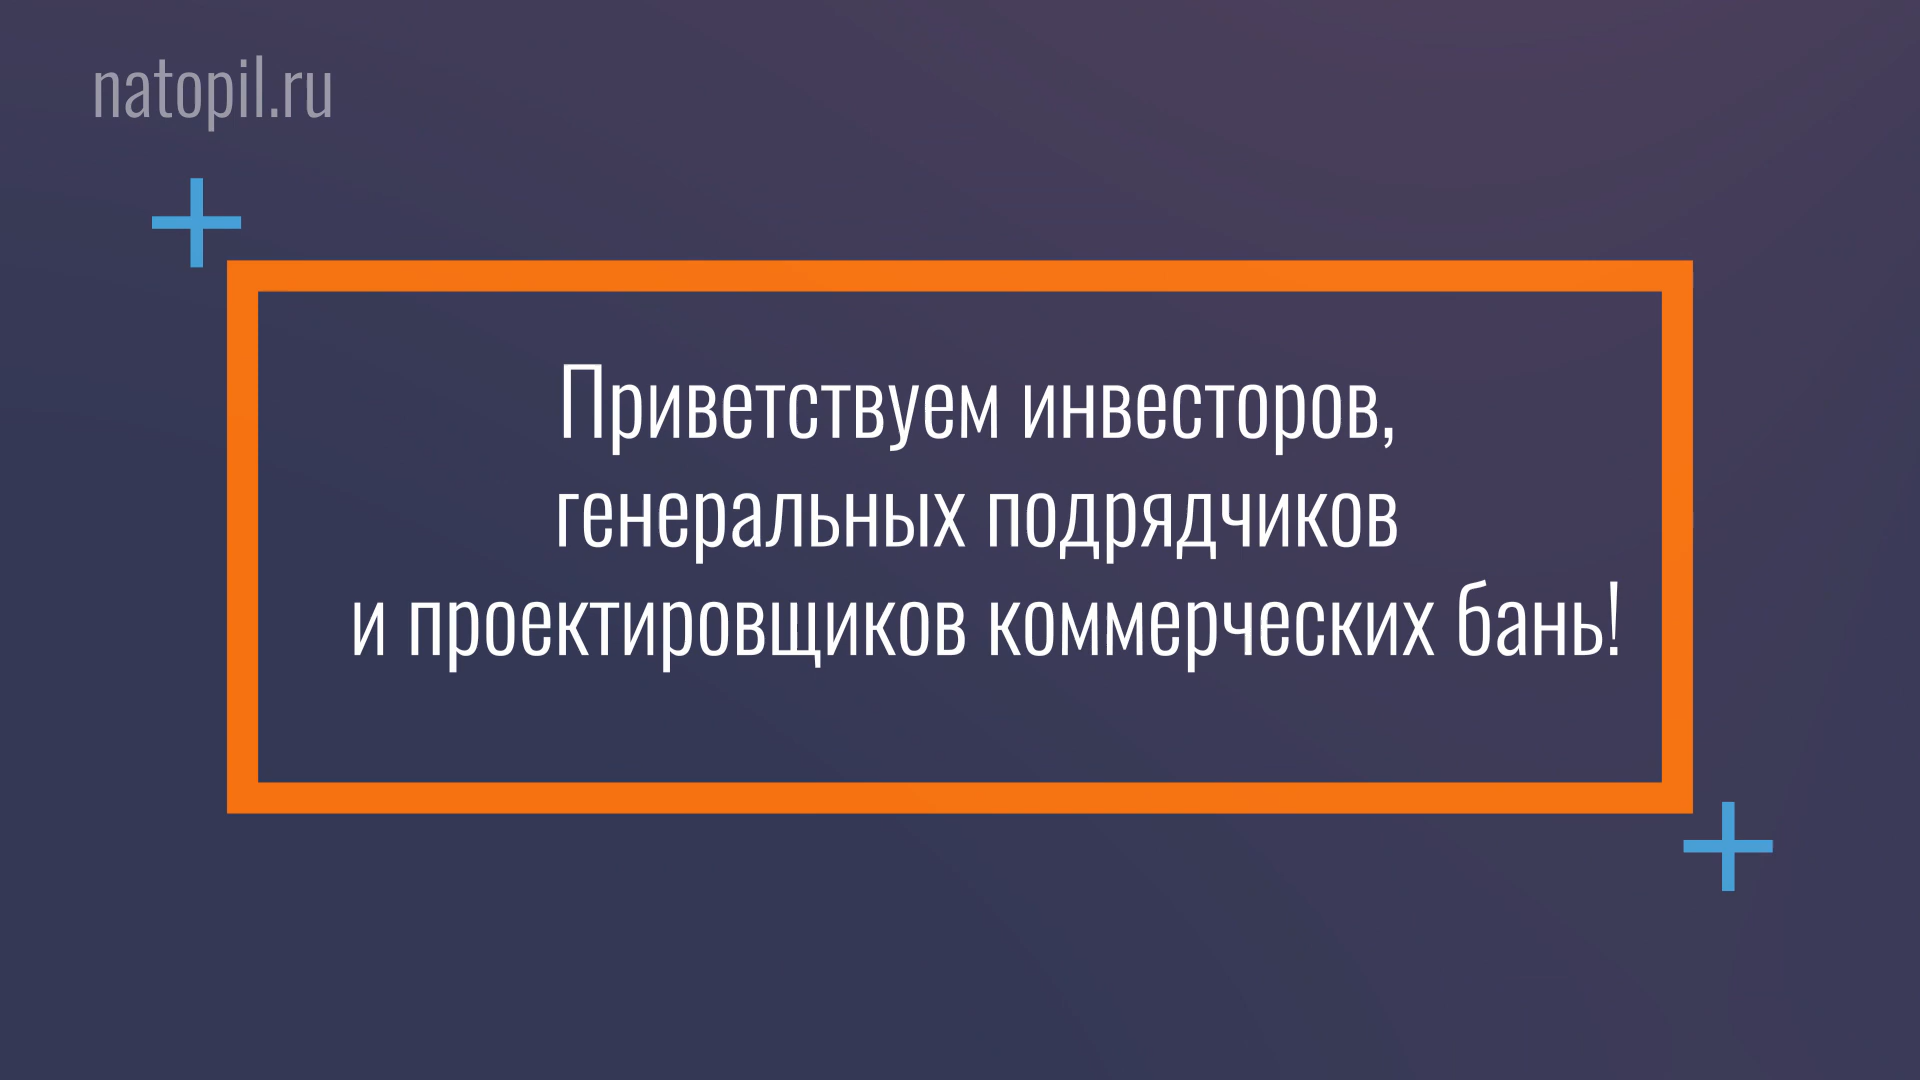 natopil.ru
Приветствуем инвесторов,
генеральных подрядчиков
и проектировщиков коммерческих бань!